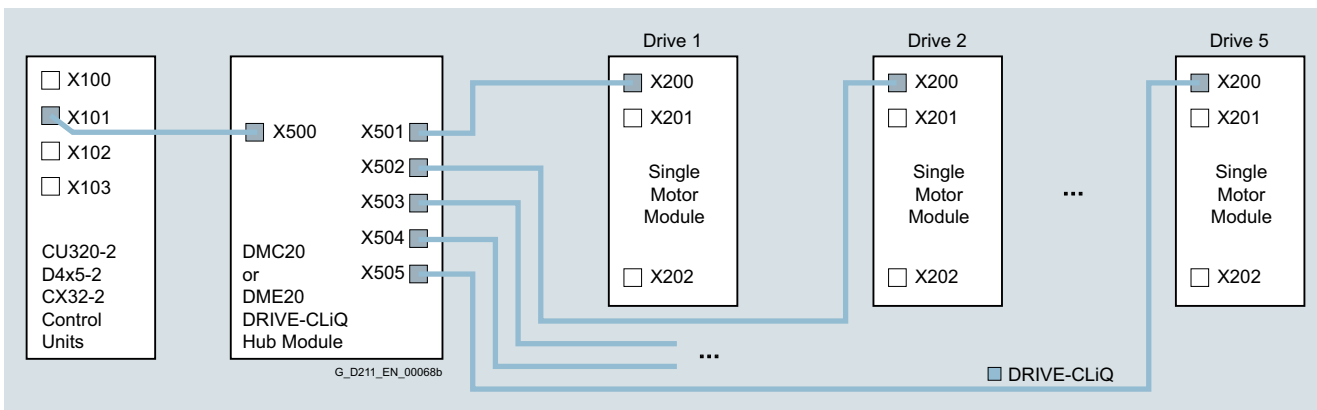 Drive 1
Drive 2
Drive 5
X100
X101
X102
X103
CU320-2
D4x5-2
CX32-2
Control
Units
X500
X501
X502
X503
X504
X505
DMC20
or
DME20
DRIVE-CLiQ
Hub Module
G_D211_EN_00068b
X200
X201
Single
Motor
Module
X202
X200
X201
Single
Motor
Module
X202
...
X200
X201
Single
Motor
Module
X202
...
DRIVE-CLiQ